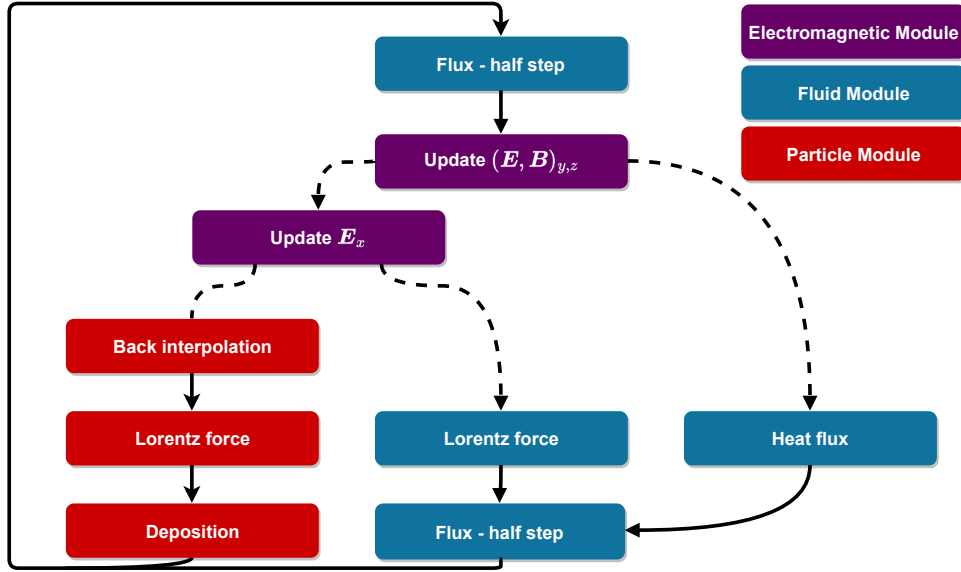 Electromagnetic Module
Flux - half step
Fluid Module
Update (E, B)_{y,z}
Particle Module
Update E_x
Back interpolation
Lorentz force
Lorentz force
Heat flux
Deposition
Flux - half step